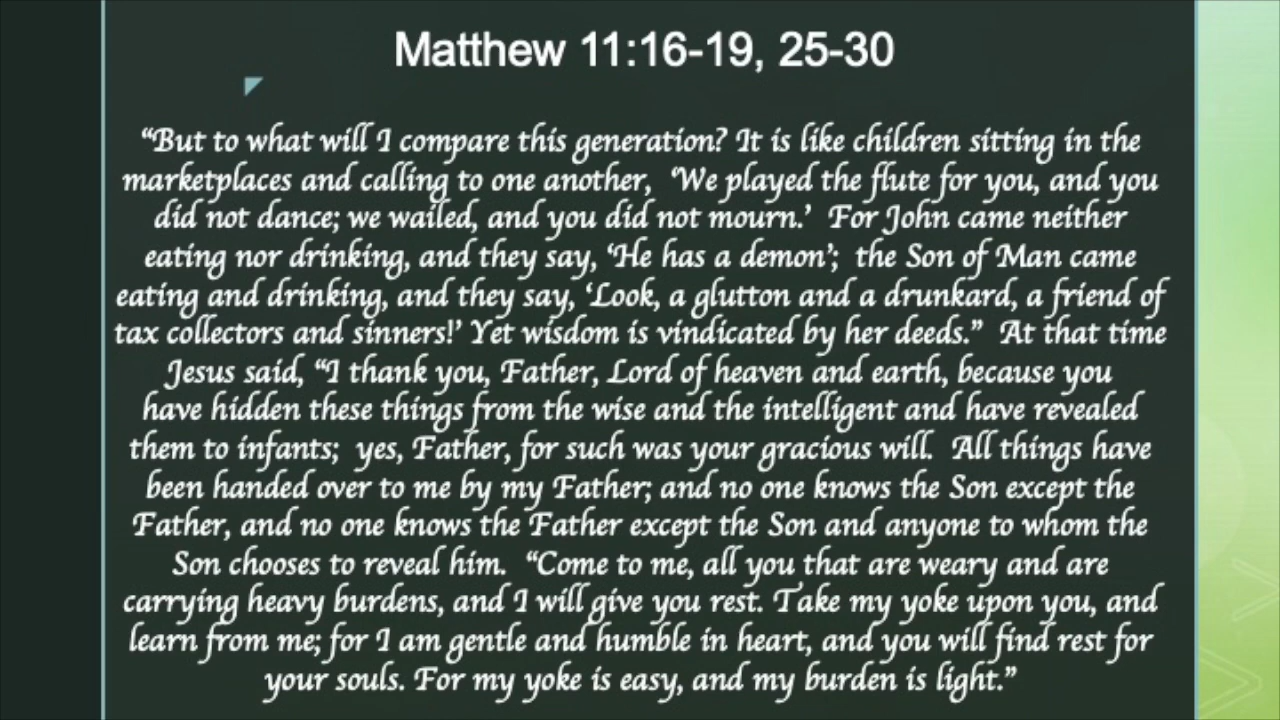 Matthew 11:16-19, 25-30
“But to what will I compare this generation? It is like children sitting in the
marketplaces and calling to one another, ‘We played the flute for you, and you
did not dance; we wailed, and you did not mourn.’ For John came neither
eating nor drinking, and they say, ‘He has a demon’; the Son of Man came
eating and drinking, and they say, ‘Look, a glutton and a drunkard, a friend of
tax collectors and sinners!’ Yet wisdom is vindicated by her deeds.” At that time
Jesus said, “I thank you, Father, Lord of heaven and earth, because you
have hidden these things from the wise and the intelligent and have revealed
them to infants; yes, Father, for such was your gracious will. All things have
been handed over to me by my Father; and no one knows the Son except the
Father, and no one knows the Father except the Son and anyone to whom the
Son chooses to reveal him. “Come to me, all you that are weary and are
carrying heavy burdens, and I will give you rest. Take my yoke upon you, and
learn from me; for I am gentle and humble in heart, and you will find rest for
your souls. For my yoke is easy, and my burden is light.”